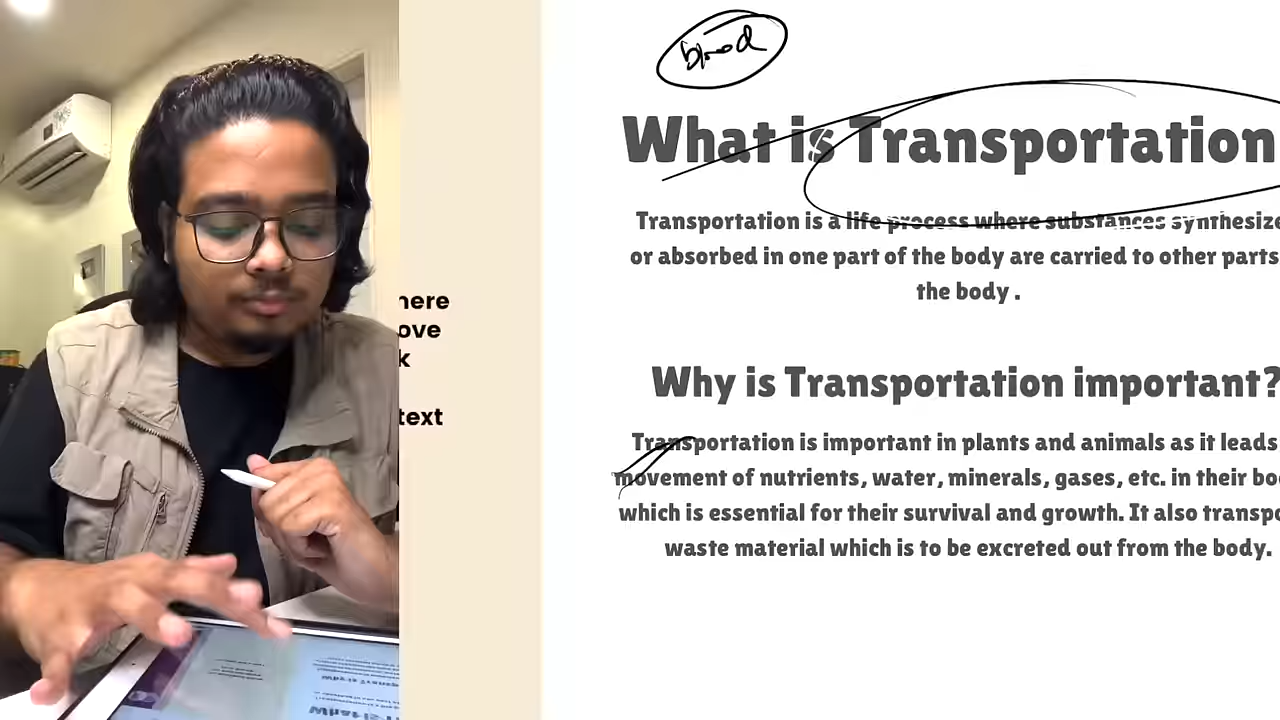 blood
What is Transportation
Transportation is a life process where substances synthesize
or absorbed in one part of the body are carried to other parts
the body .
Why is Transportation important?
Transportation is important in plants and animals as it leads
movement of nutrients, water, minerals, gases, etc. in their bo
which is essential for their survival and growth. It also transpo
waste material which is to be excreted out from the body.
here
ove
k
text